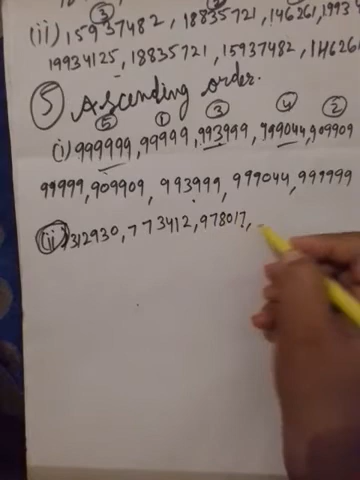 ③
(ii) 15937482, 18835721, 146261, 1993
19934125, 18835721, 15937482, 146261
⑤ Ascending order.
⑤ ① ③ ④ ②
(i) 999999, 99999, 993999, 999044, 909909
99999, 909909, 993999, 999044, 999999
(ii) 312930, 773412, 978017,